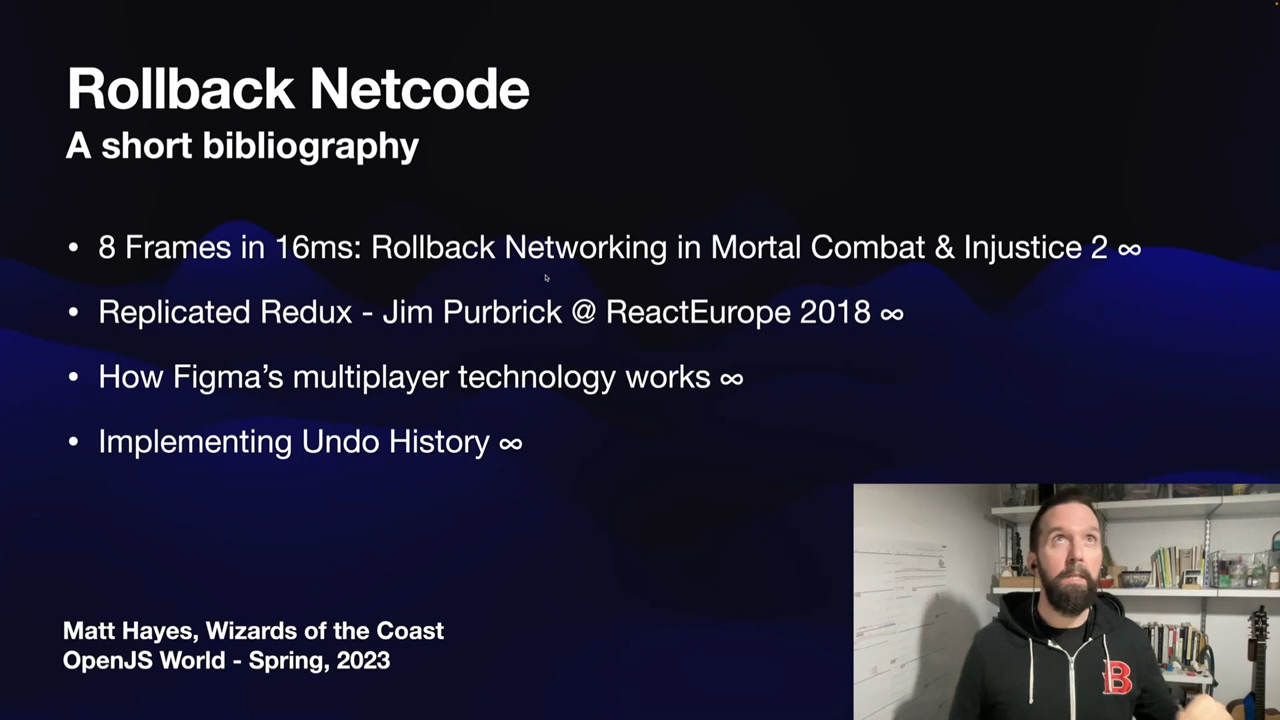 Rollback Netcode
A short bibliography
• 8 Frames in 16ms: Rollback Networking in Mortal Combat & Injustice 2 ∞
• Replicated Redux - Jim Purbrick @ ReactEurope 2018 ∞
• How Figma’s multiplayer technology works ∞
• Implementing Undo History ∞
Matt Hayes, Wizards of the Coast
OpenJS World - Spring, 2023
B